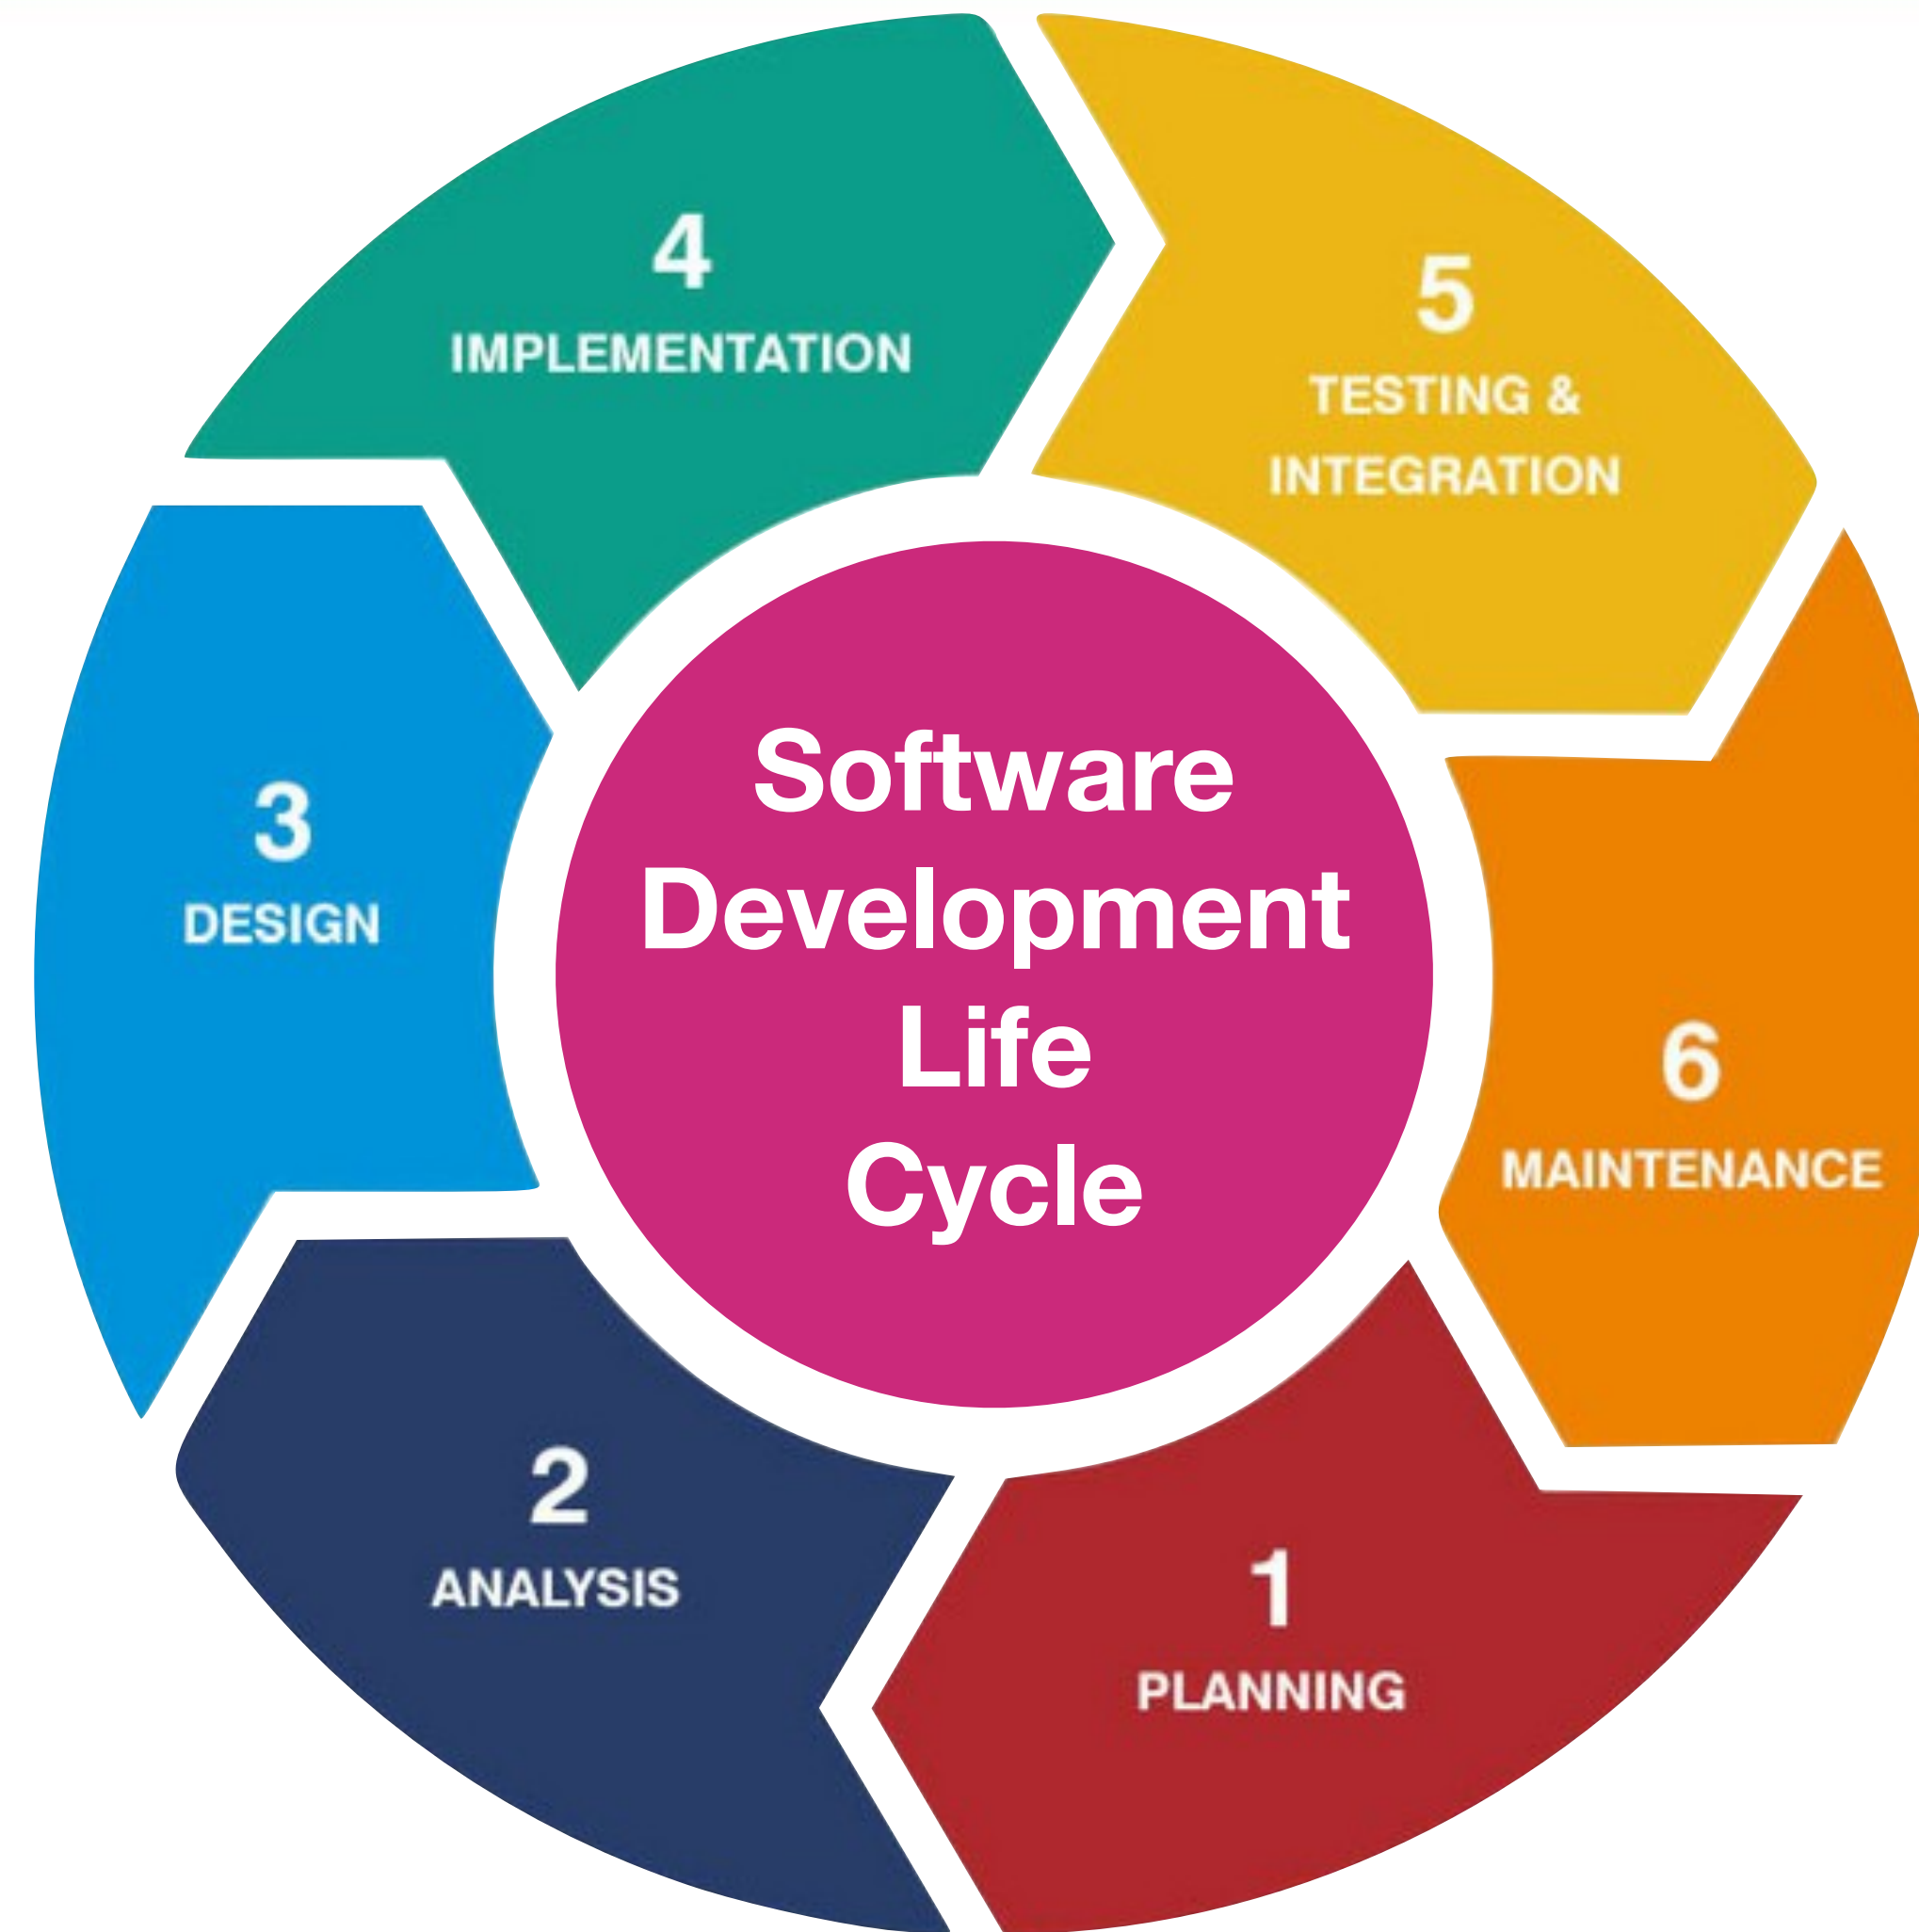 4
IMPLEMENTATION
5
TESTING &
INTEGRATION
3
DESIGN
Software
Development
Life
Cycle
6
MAINTENANCE
2
ANALYSIS
1
PLANNING